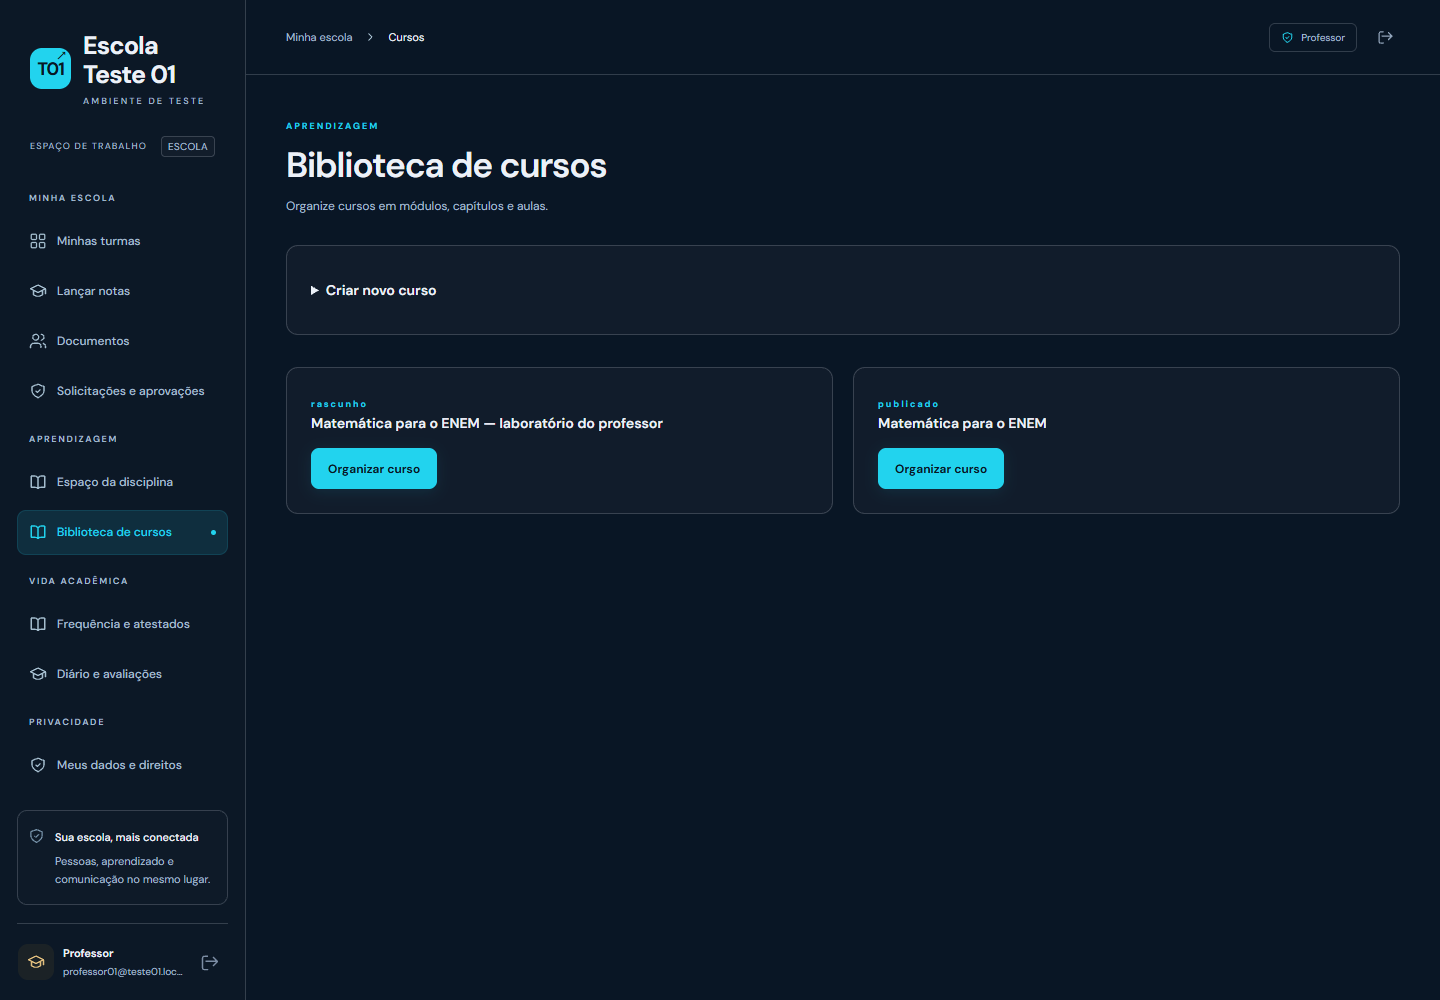 T01
Escola
Teste 01
AMBIENTE DE TESTE
ESPAÇO DE TRABALHO
ESCOLA
MINHA ESCOLA
Minhas turmas
Lançar notas
Documentos
Solicitações e aprovações
APRENDIZAGEM
Espaço da disciplina
Biblioteca de cursos
VIDA ACADÊMICA
Frequência e atestados
Diário e avaliações
PRIVACIDADE
Meus dados e direitos
Sua escola, mais conectada
Pessoas, aprendizado e
comunicação no mesmo lugar.
Professor
professor01@teste01.loc...
Minha escola
Cursos
Professor
APRENDIZAGEM
Biblioteca de cursos
Organize cursos em módulos, capítulos e aulas.
Criar novo curso
rascunho
Matemática para o ENEM — laboratório do professor
Organizar curso
publicado
Matemática para o ENEM
Organizar curso